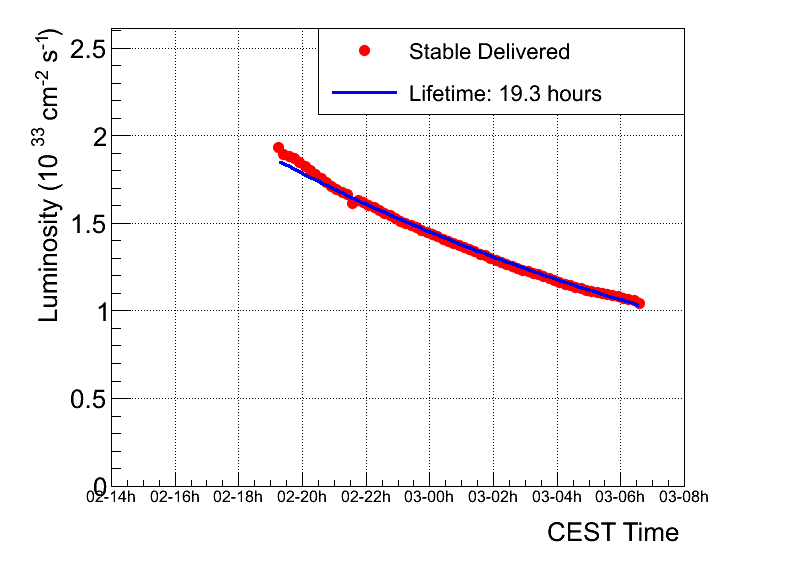 Luminosity (10 33 cm-2 s-1)
2.5
2
1.5
1
0.5
0
Stable Delivered
Lifetime: 19.3 hours
02-14h 02-16h 02-18h 02-20h 02-22h 03-00h 03-02h 03-04h 03-06h 03-08h
CEST Time